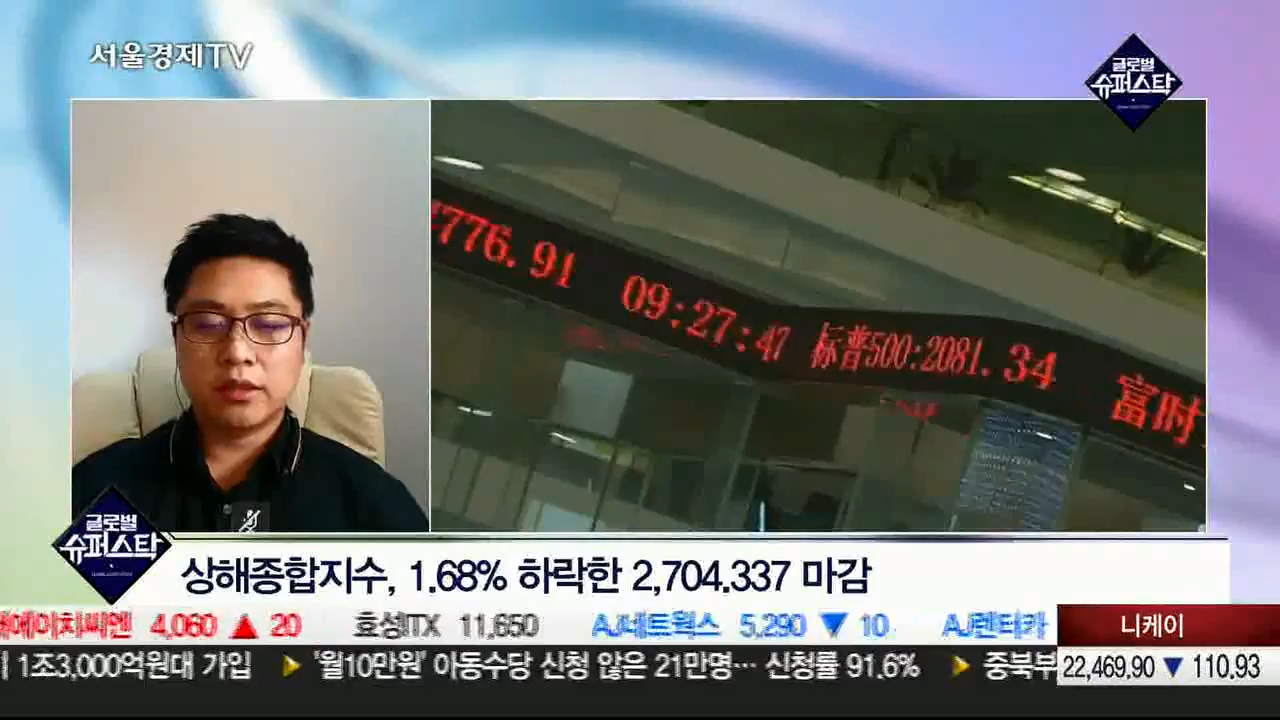 서울경제TV
글로벌
슈퍼스탁
776.91 09:27:47 标普500:2081.34 富时
글로벌
슈퍼스탁
상해종합지수, 1.68% 하락한 2,704.337 마감
에이치씨엔 4,060 ▲ 20 효성ITX 11,650 AJ네트웍스 5,290 ▼ 10 AJ렌터카
니케이
1조3,000억원대 가입 ▶ '월10만원' 아동수당 신청 않은 21만명… 신청률 91.6% ▶ 중북부
22,469.90 ▼ 110.93